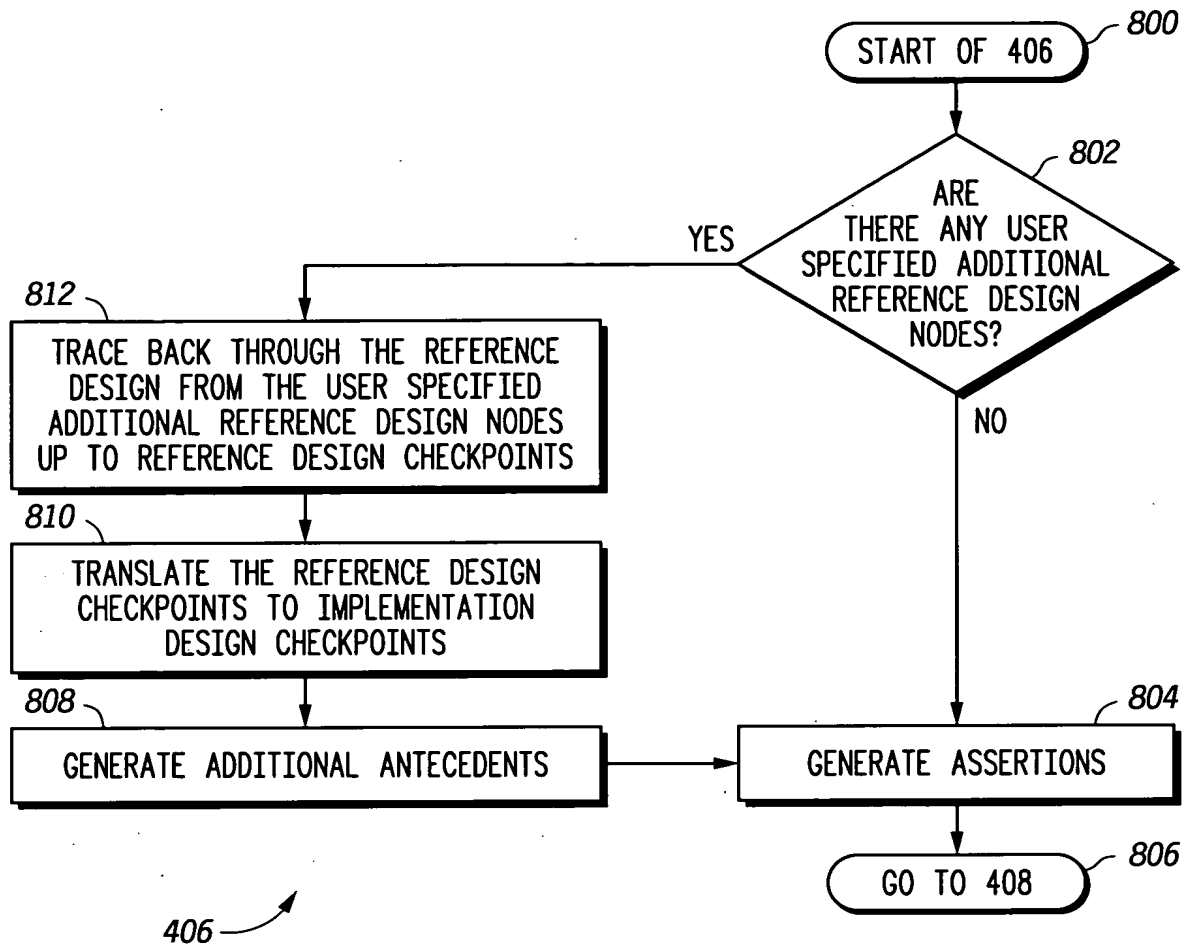 800
START OF 406
802
ARE
THERE ANY USER
SPECIFIED ADDITIONAL
REFERENCE DESIGN
NODES?
YES
NO
812
TRACE BACK THROUGH THE REFERENCE
DESIGN FROM THE USER SPECIFIED
ADDITIONAL REFERENCE DESIGN NODES
UP TO REFERENCE DESIGN CHECKPOINTS
810
TRANSLATE THE REFERENCE DESIGN
CHECKPOINTS TO IMPLEMENTATION
DESIGN CHECKPOINTS
808
GENERATE ADDITIONAL ANTECEDENTS
804
GENERATE ASSERTIONS
806
GO TO 408
406